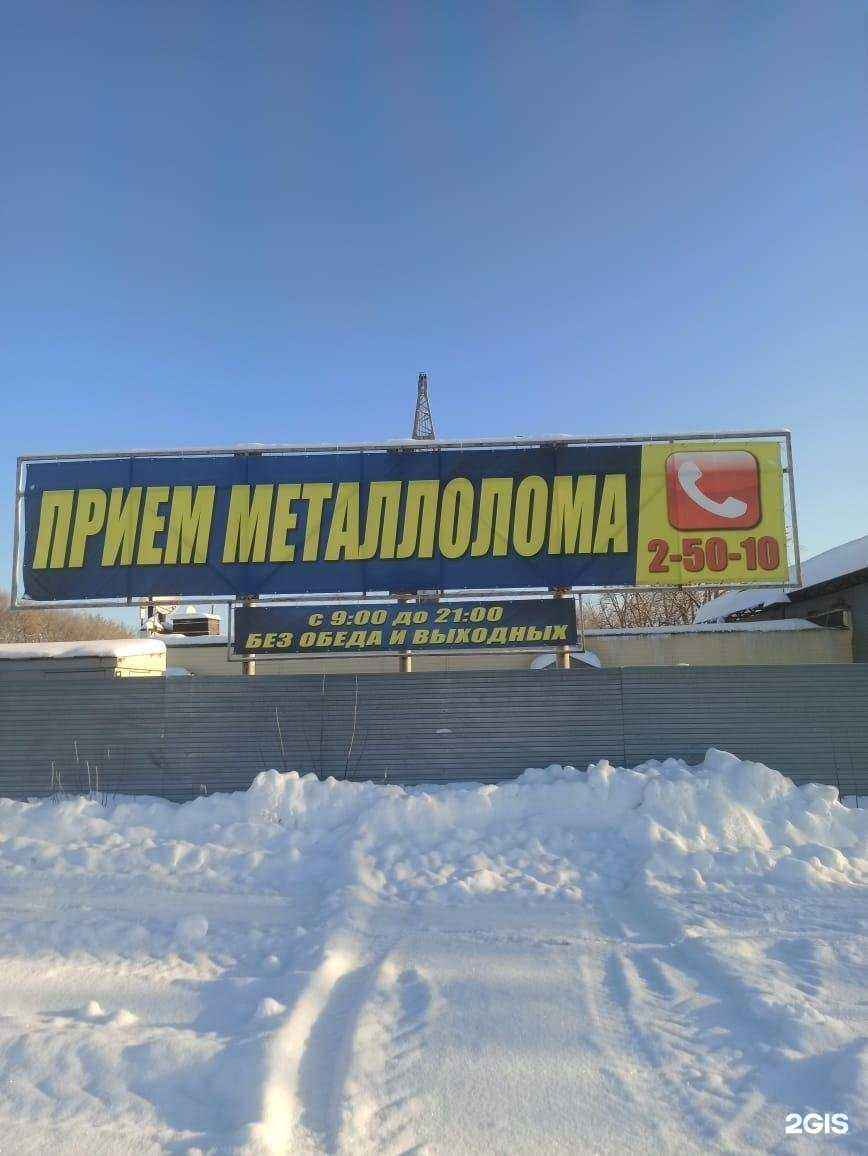 ПРИЕМ МЕТАЛЛОЛОМА
2-50-10
С 9:00 ДО 21:00
БЕЗ ОБЕДА И ВЫХОДНЫХ
2GIS